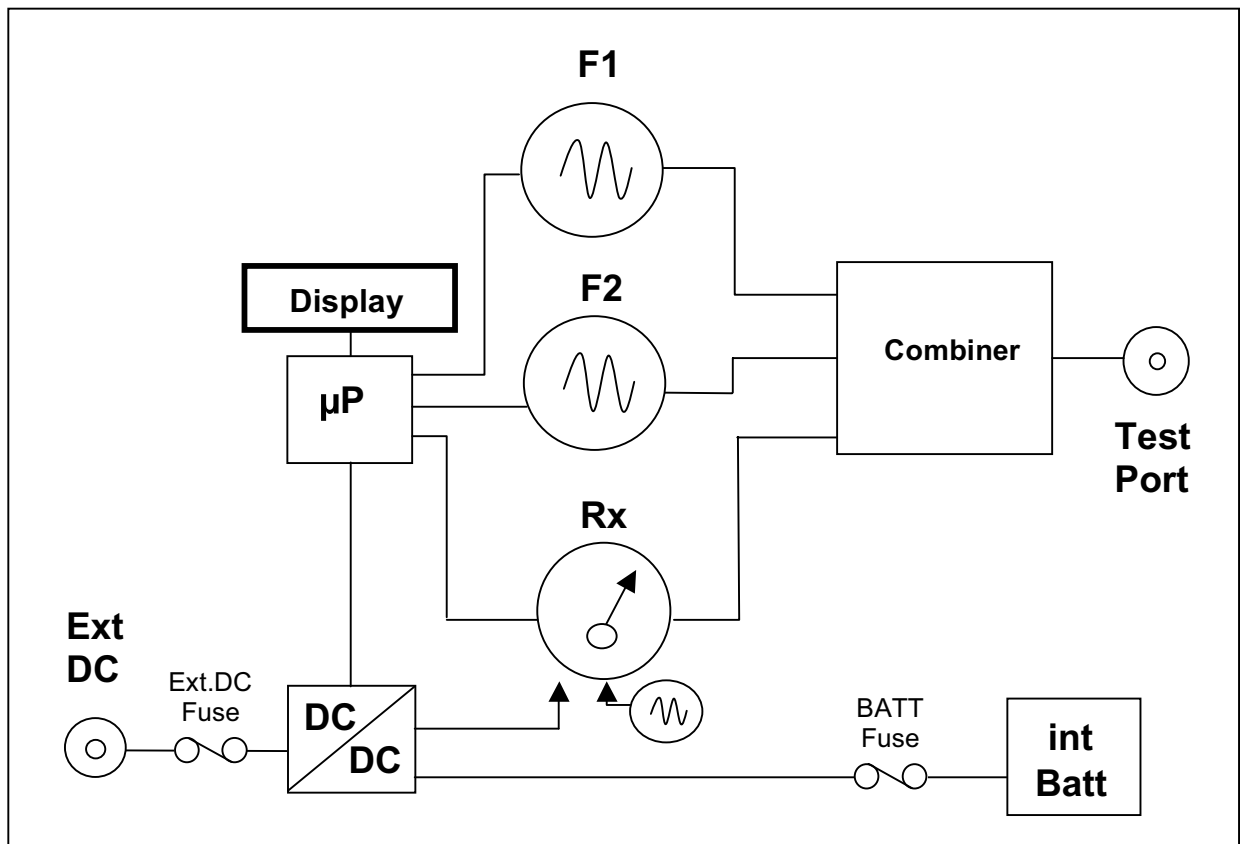 F1
F2
Display
Combiner
µP
Test
Port
Rx
Ext
DC
Ext.DC
Fuse
DC
DC
BATT
Fuse
int
Batt